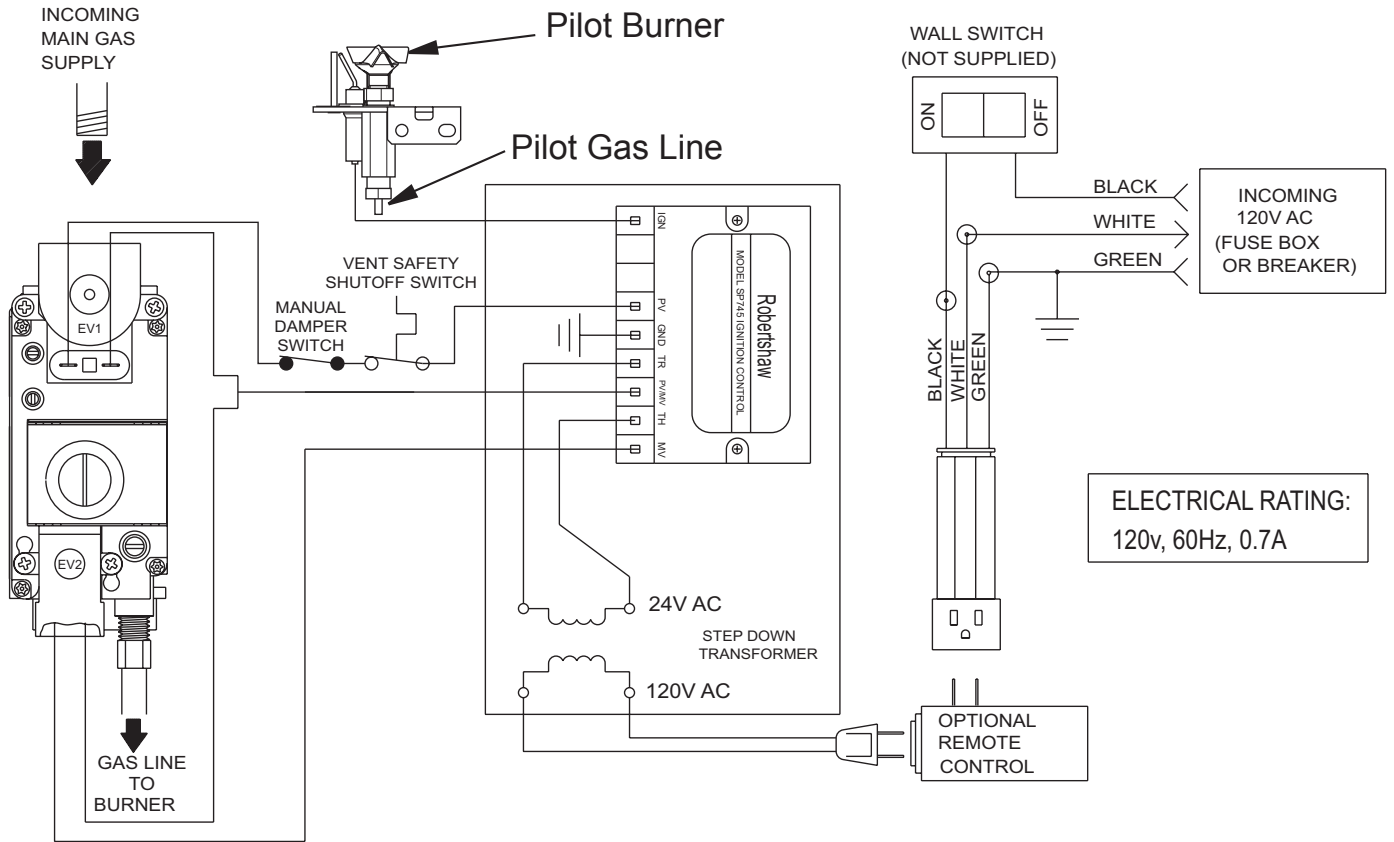 INCOMING
MAIN GAS
SUPPLY
Pilot Burner
Pilot Gas Line
WALL SWITCH
(NOT SUPPLIED)
ON
OFF
BLACK
WHITE
GREEN
INCOMING
120V AC
(FUSE BOX
OR BREAKER)
VENT SAFETY
SHUTOFF SWITCH
MANUAL
DAMPER
SWITCH
EV1
IGN
PV
GND
TR
PV/MV
TH
MV
MODEL SP745 IGNITION CONTROL
Robertshaw
BLACK
WHITE
GREEN
ELECTRICAL RATING:
120v, 60Hz, 0.7A
EV2
24V AC
STEP DOWN
TRANSFORMER
120V AC
OPTIONAL
REMOTE
CONTROL
GAS LINE
TO
BURNER